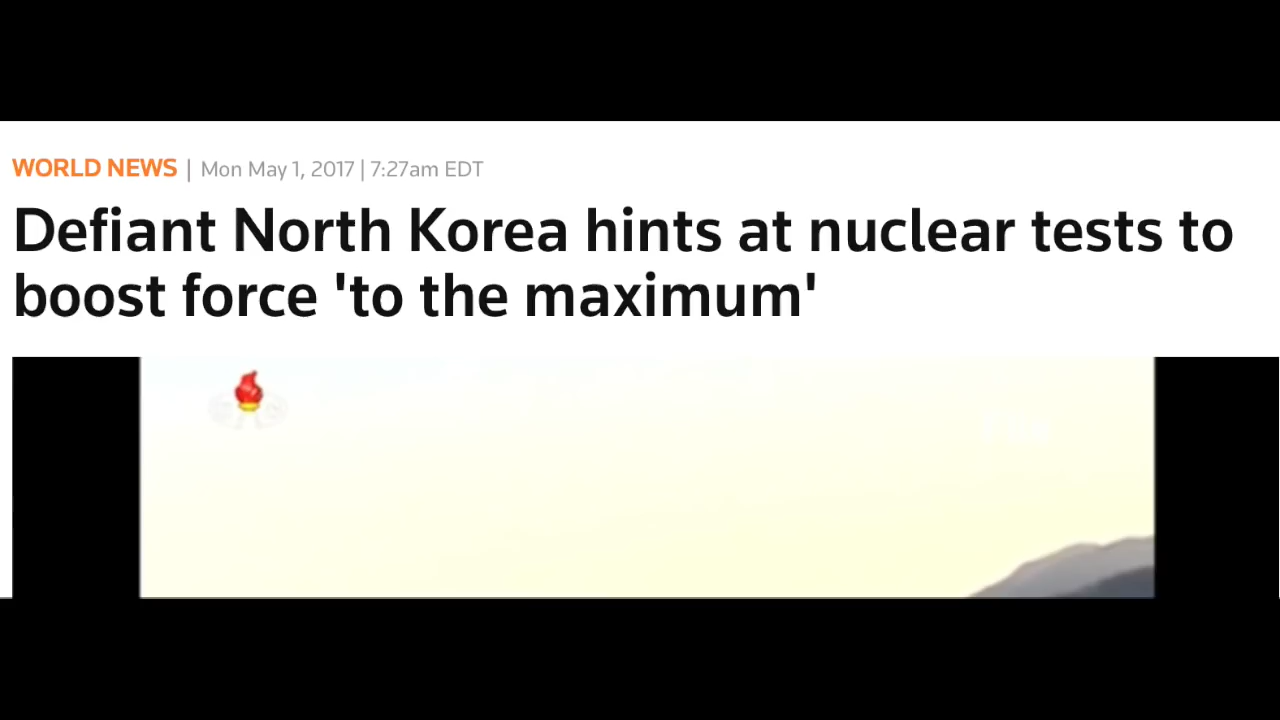 WORLD NEWS | Mon May 1, 2017 | 7:27am EDT
Defiant North Korea hints at nuclear tests to
boost force 'to the maximum'